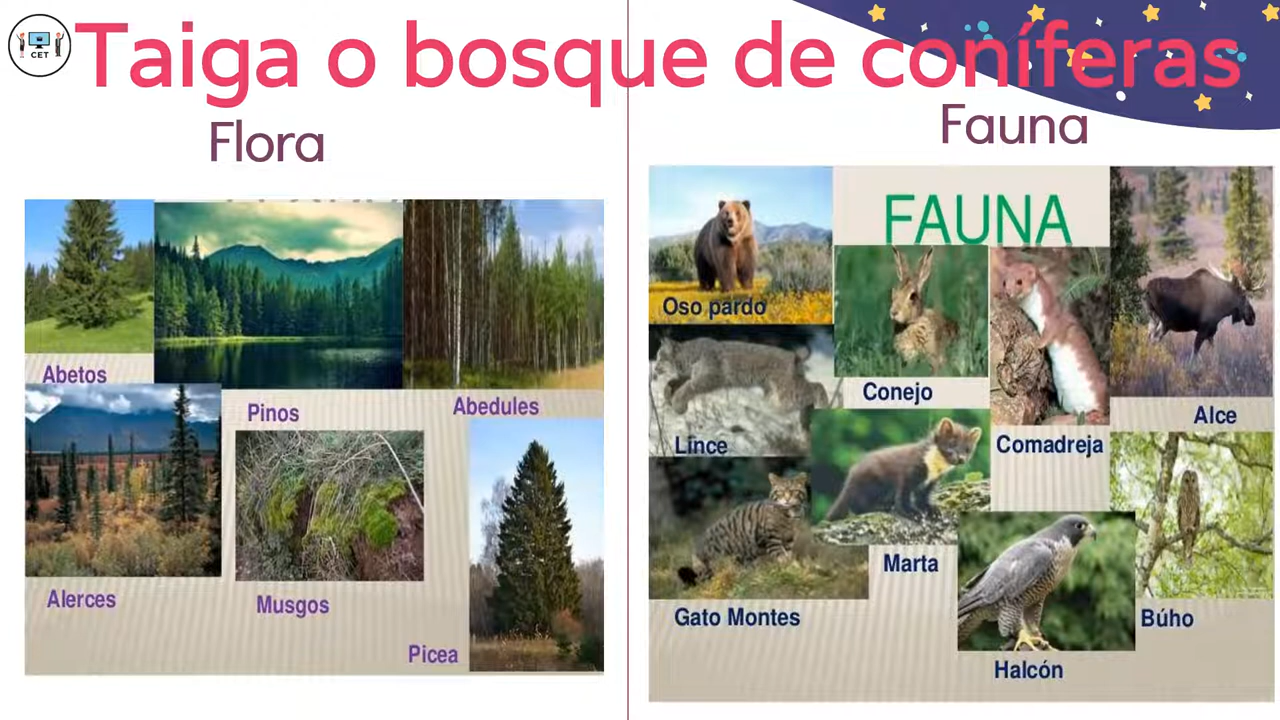 CET
Taiga o bosque de coníferas
Flora
Abetos
Pinos
Abedules
Alerces
Musgos
Picea
Fauna
FAUNA
Oso pardo
Conejo
Alce
Lince
Comadreja
Marta
Gato Montes
Búho
Halcón